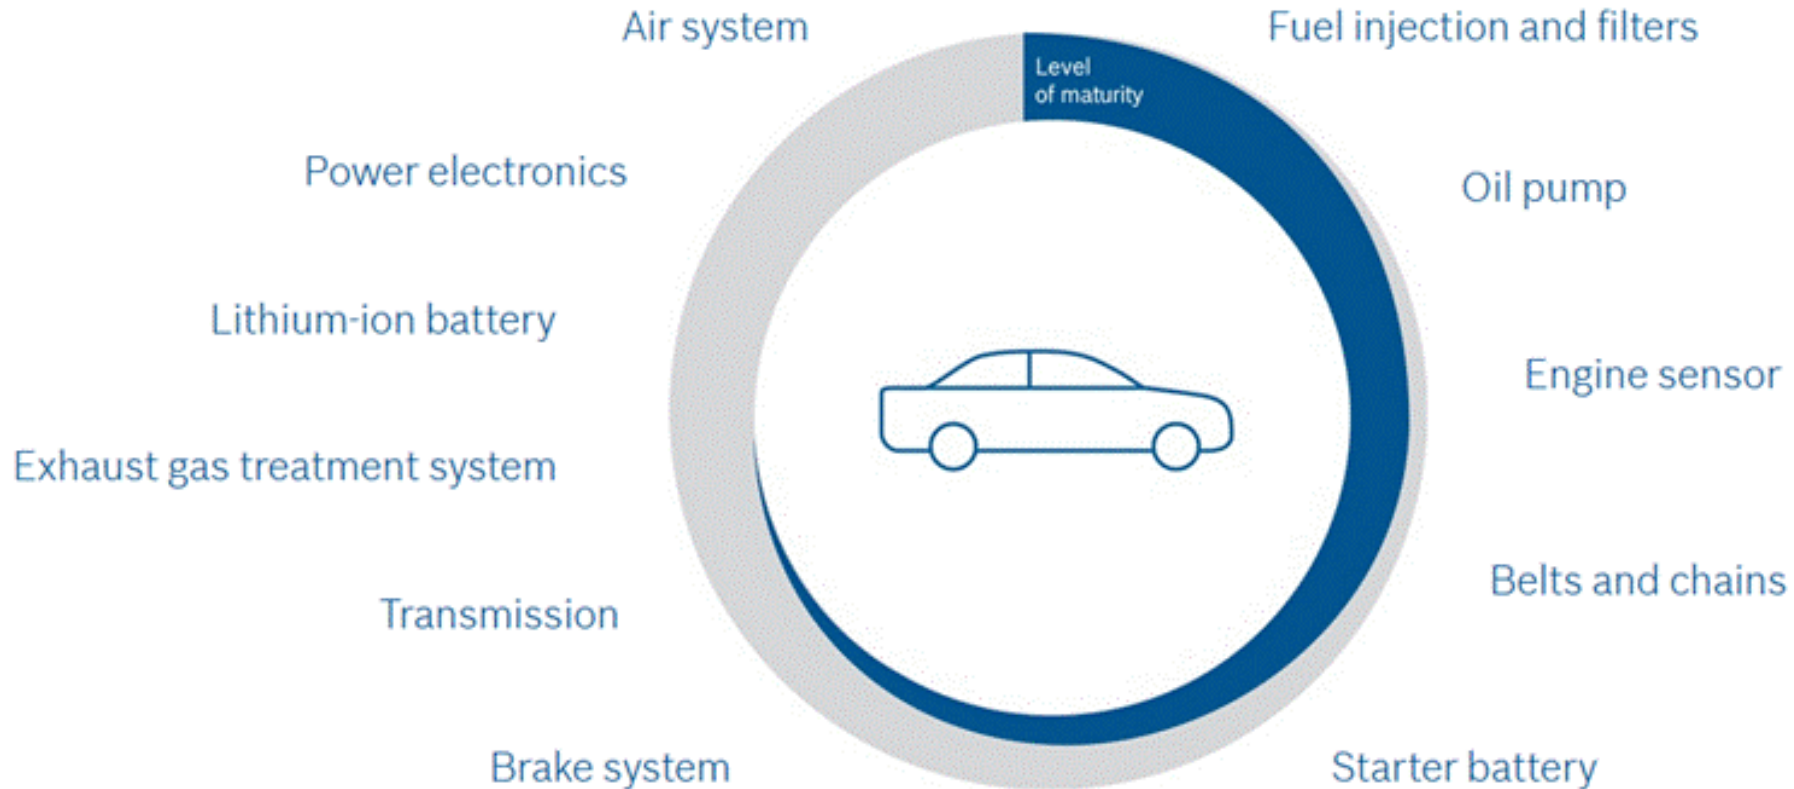 Air system
Fuel injection and filters
Level
of maturity
Power electronics
Oil pump
Lithium-ion battery
Engine sensor
Exhaust gas treatment system
Belts and chains
Transmission
Brake system
Starter battery